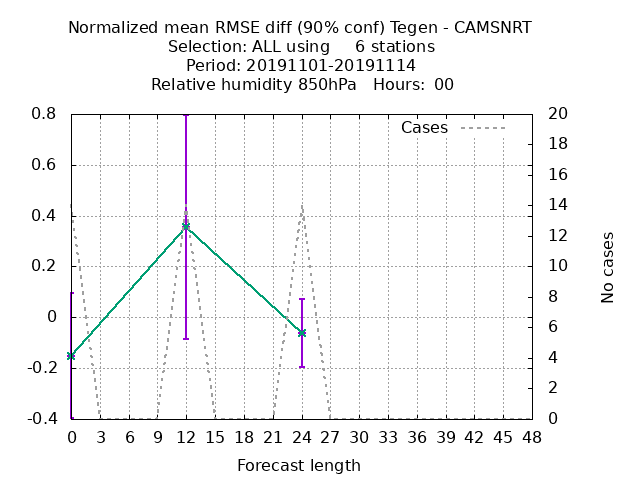 Normalized mean RMSE diff (90% conf) Tegen - CAMSNRT
Selection: ALL using     6 stations
Period: 20191101-20191114
Relative humidity 850hPa   Hours:  00
Cases
0.8
0.6
0.4
0.2
0
-0.2
-0.4
20
18
16
14
12
10
8
6
4
2
0
No cases
0 3 6 9 12 15 18 21 24 27 30 33 36 39 42 45 48
Forecast length